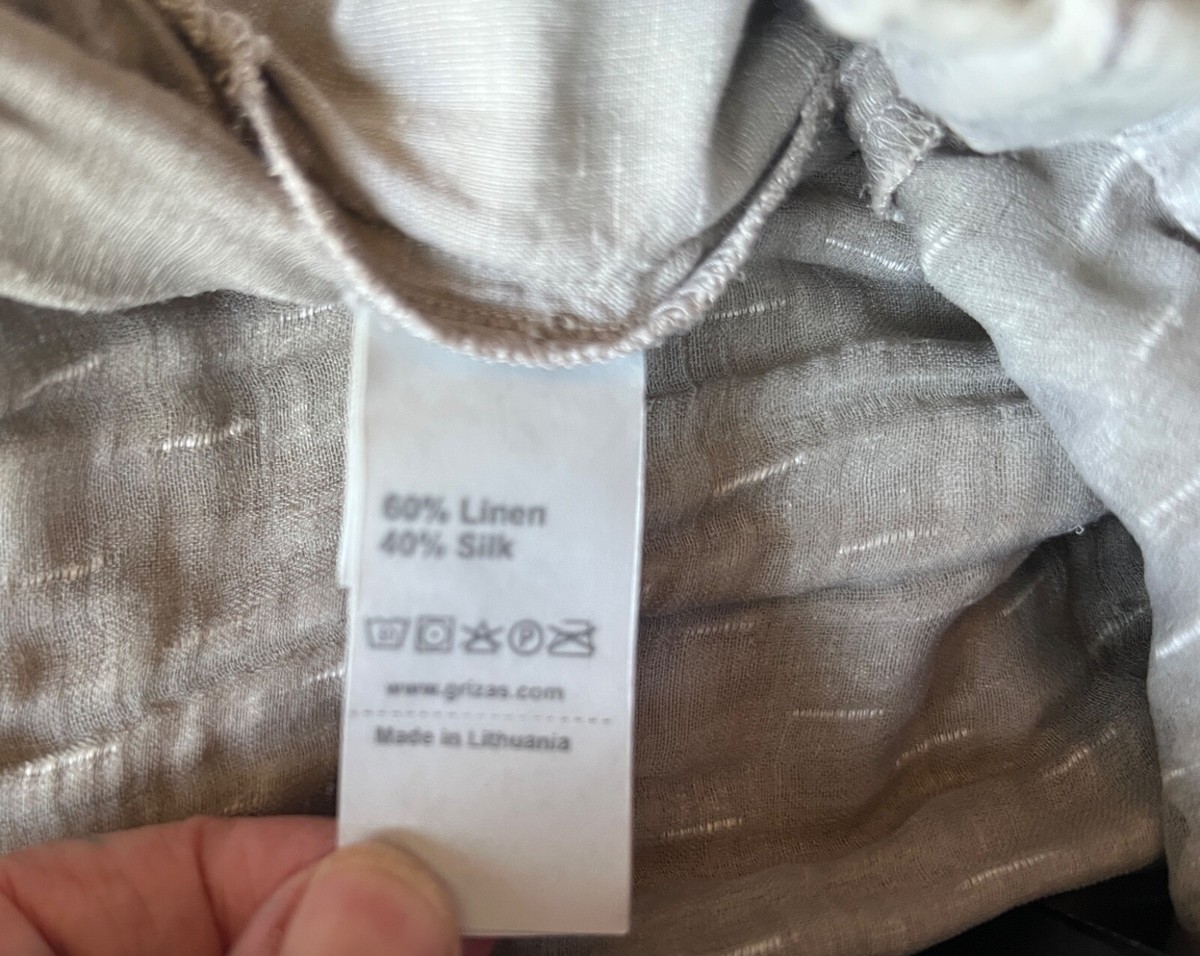 60% Linen
40% Silk
P
www.grizas.com
Made in Lithuania